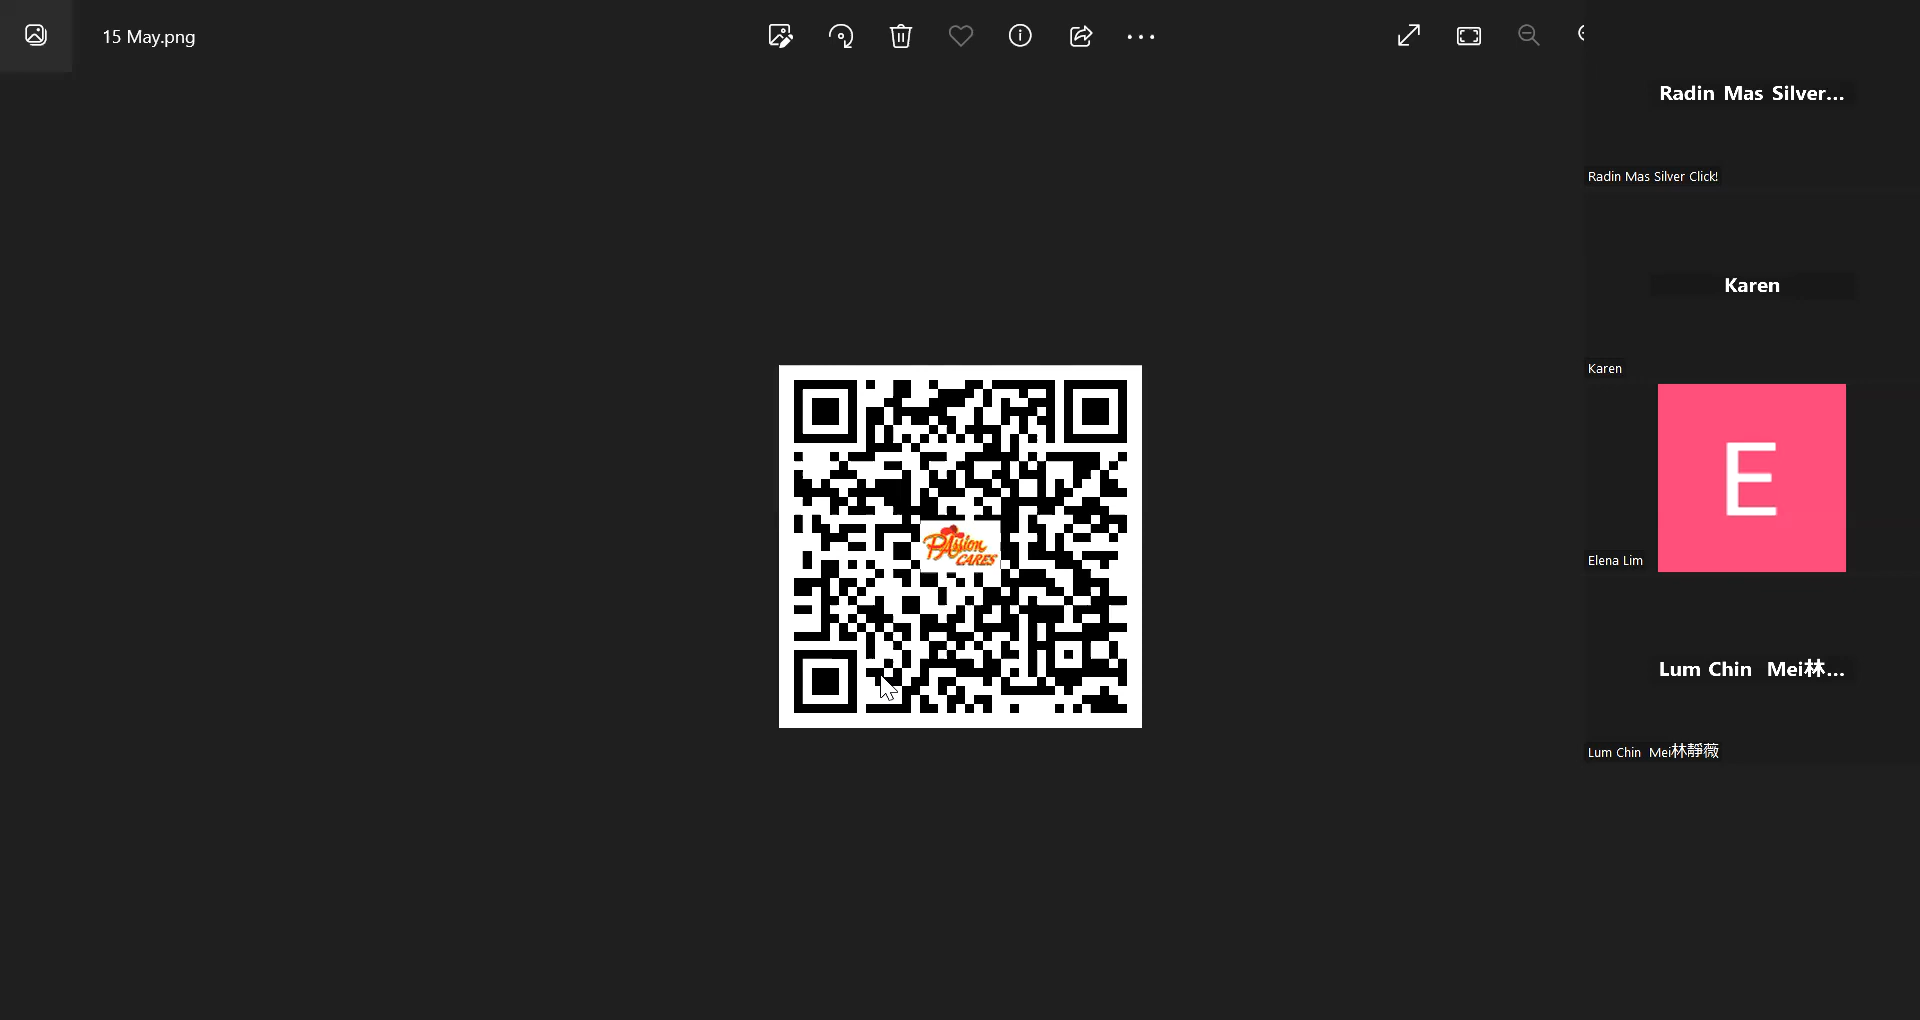 15 May.png
Radin Mas Silver...
Radin Mas Silver Click!
Karen
Karen
E
Elena Lim
Lum Chin Mei林...
Lum Chin Mei林靜薇
PAssion
CARES